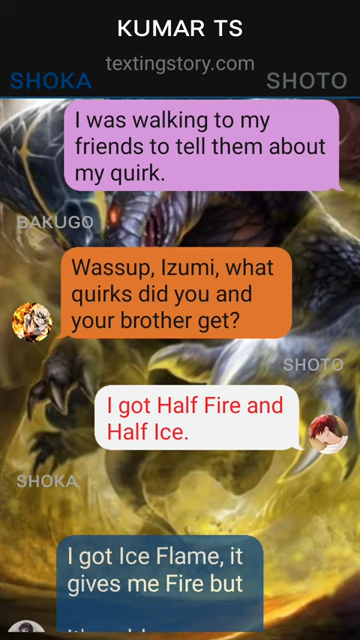 KUMAR TS
textingstory.com
SHOKA
SHOTO
I was walking to my
friends to tell them about
my quirk.
BAKUGO
Wassup, Izumi, what
quirks did you and
your brother get?
SHOTO
I got Half Fire and
Half Ice.
SHOKA
I got Ice Flame, it
gives me Fire but